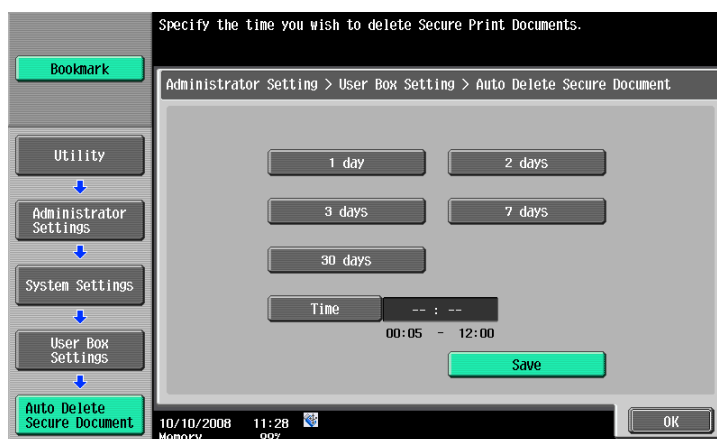 Specify the time you wish to delete Secure Print Documents.
Bookmark
Administrator Setting > User Box Setting > Auto Delete Secure Document
Utility
Administrator
Settings
System Settings
User Box
Settings
Auto Delete
Secure Document
1 day
2 days
3 days
7 days
30 days
Time
-- : --
00:05 - 12:00
Save
10/10/2008 11:28
Memory 99%
OK